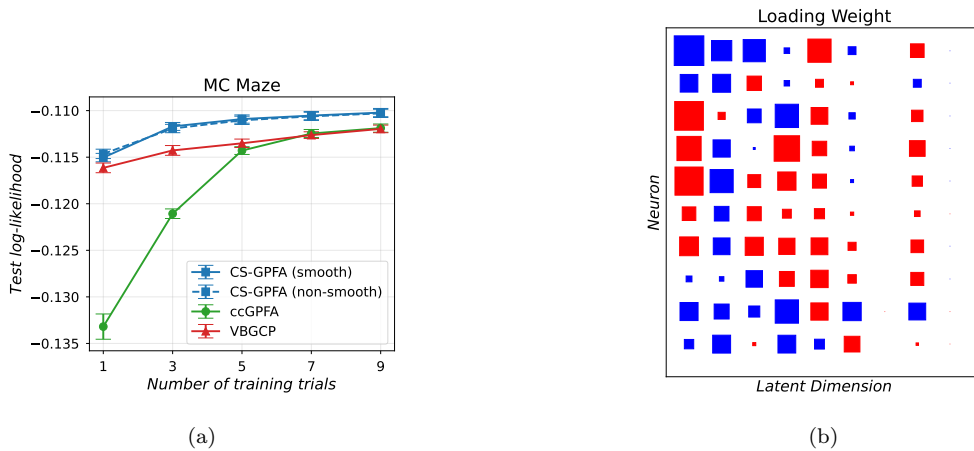 MC Maze
−0.110
−0.115
−0.120
−0.125
−0.130
−0.135
Test log-likelihood
CS-GPFA (smooth)
CS-GPFA (non-smooth)
ccGPFA
VBGCP
1 3 5 7 9
Number of training trials
(a)
Loading Weight
Neuron
Latent Dimension
(b)